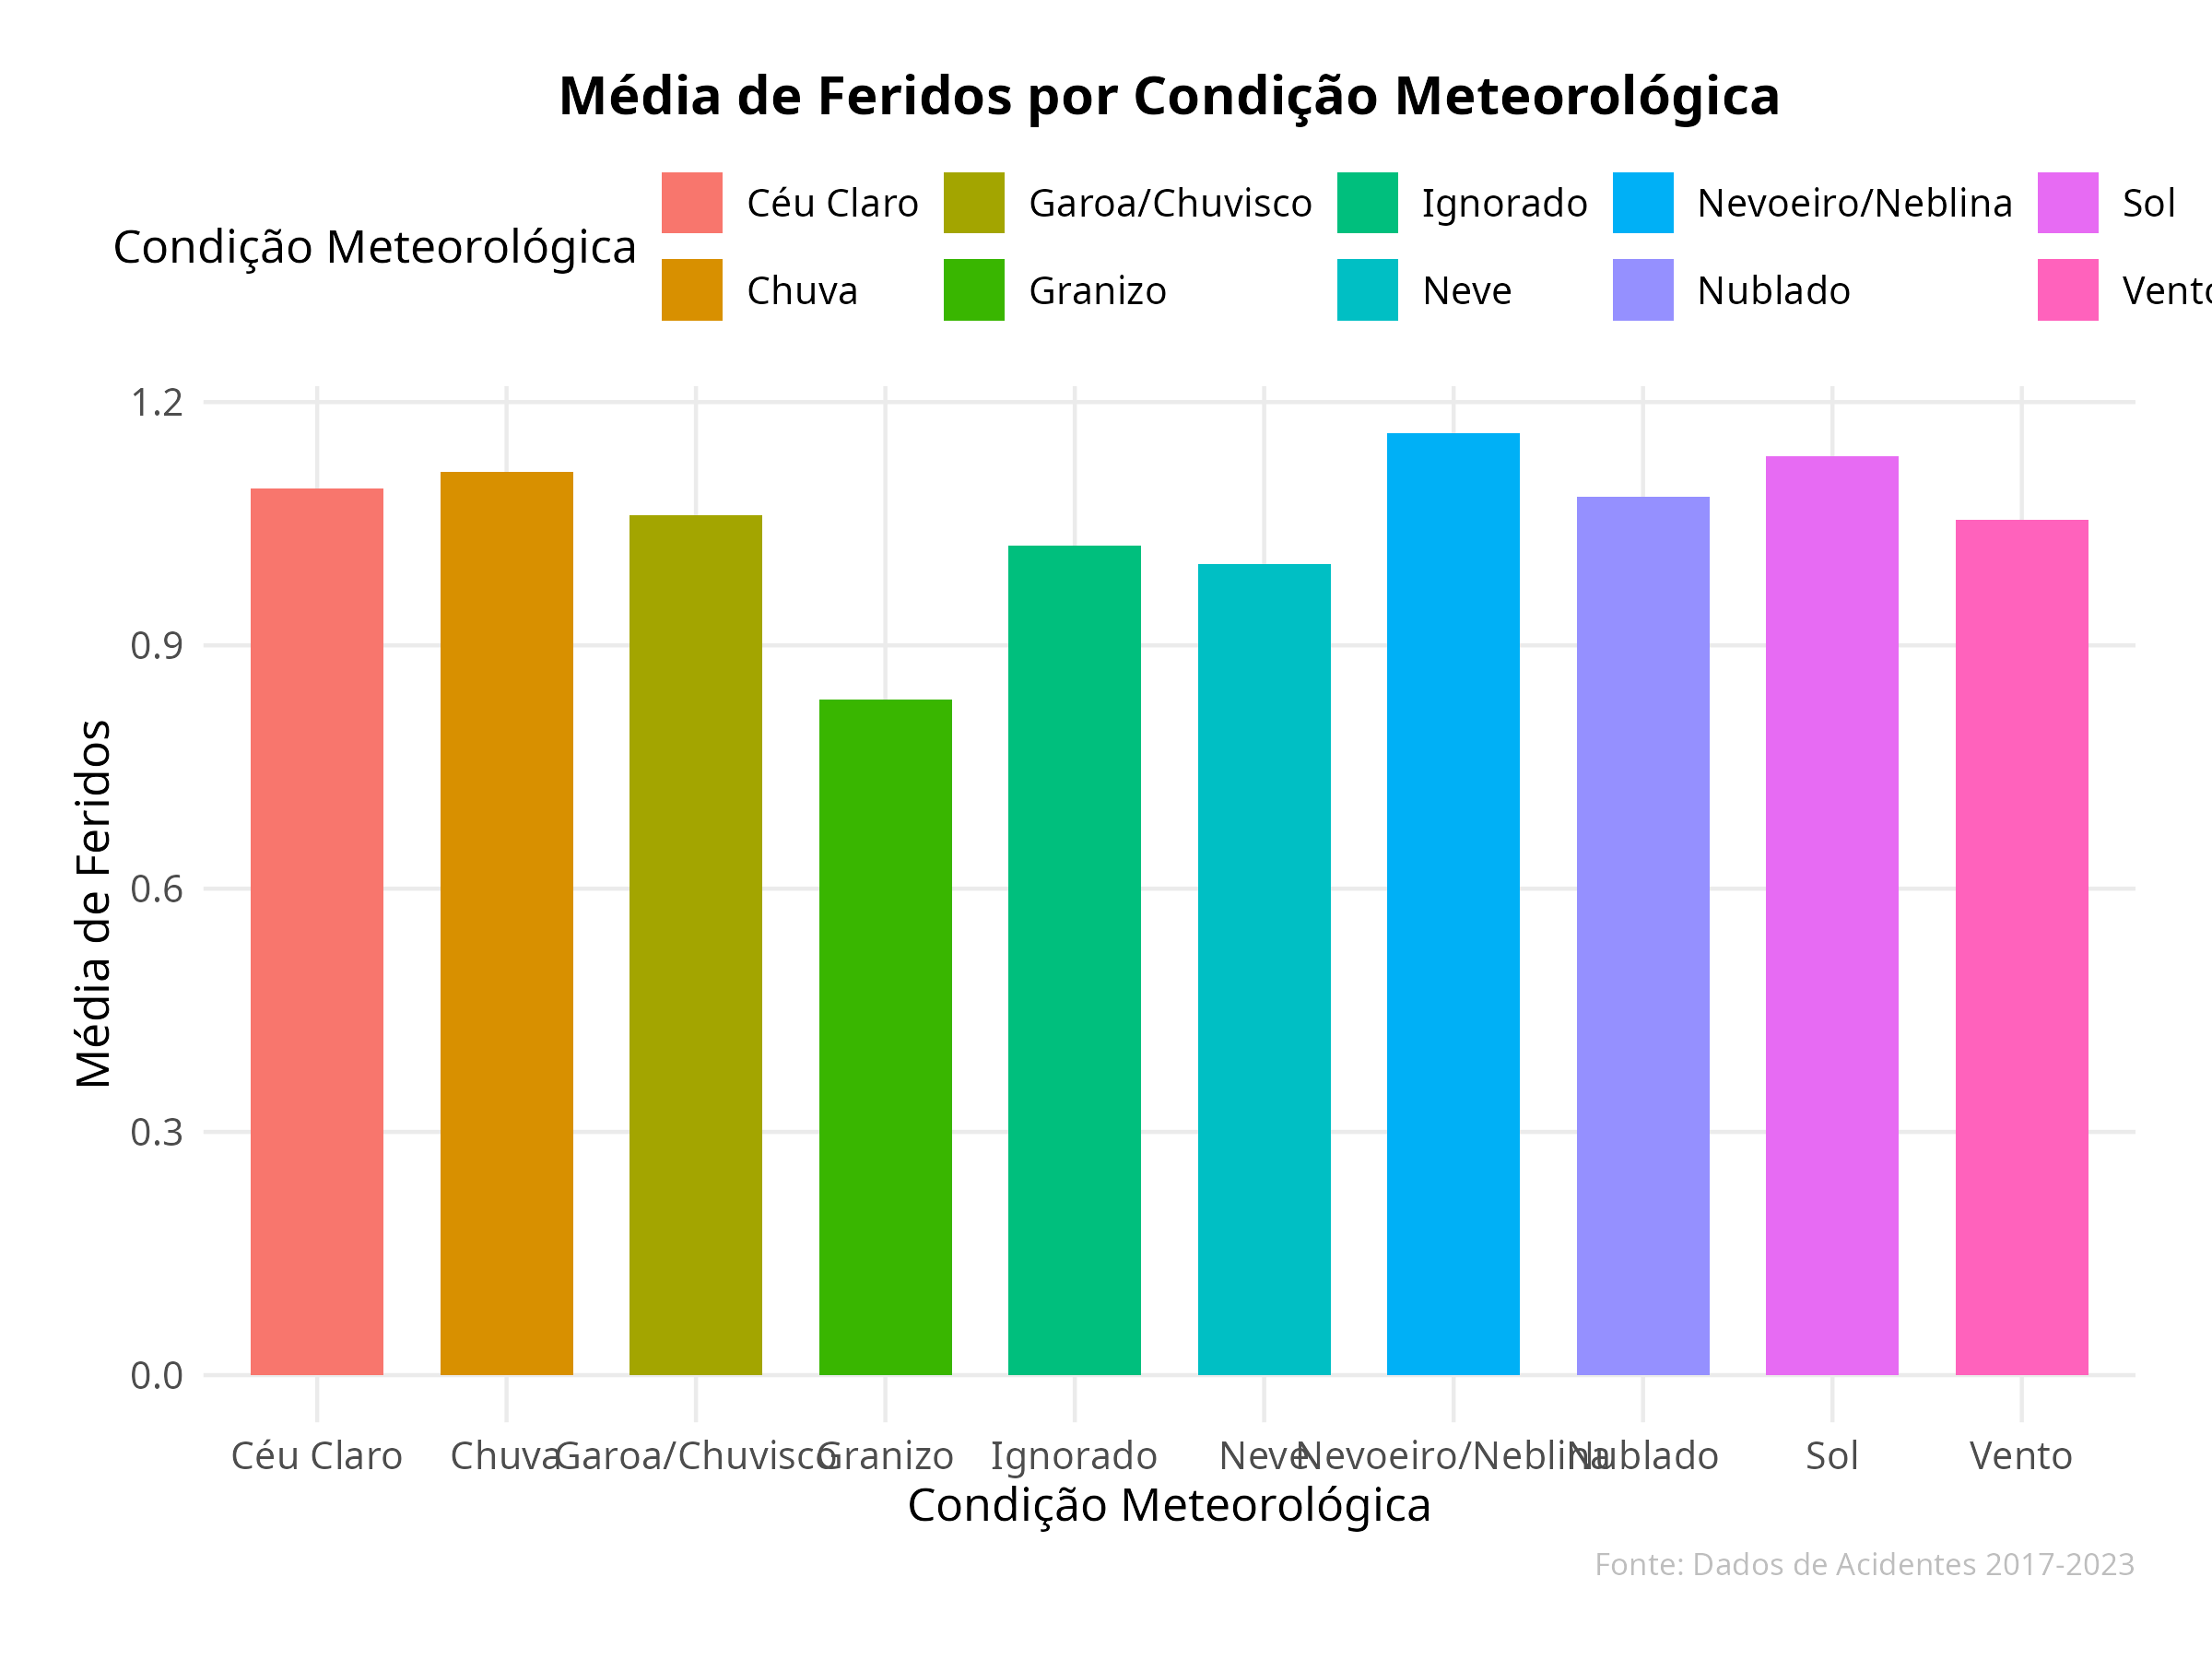 Média de Feridos por Condição Meteorológica
Condição Meteorológica
Céu Claro Garoa/Chuvisco Ignorado Nevoeiro/Neblina Sol
Chuva Granizo Neve Nublado Vento
1.2
0.9
0.6
0.3
0.0
Média de Feridos
Céu Claro Chuva Garoa/Chuvisco Granizo Ignorado Neve Nevoeiro/Neblina Nublado Sol Vento
Condição Meteorológica
Fonte: Dados de Acidentes 2017-2023